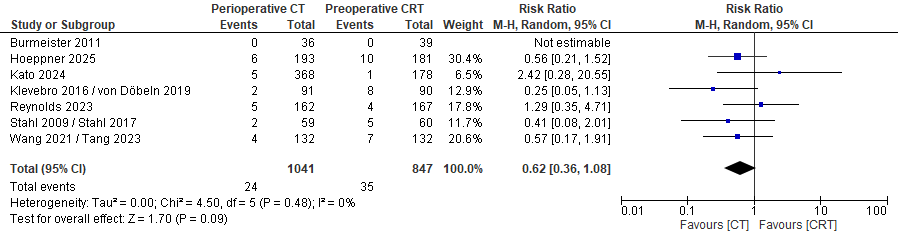 Perioperative CT Preoperative CRT Risk Ratio Risk Ratio
Study or Subgroup Events Total Events Total Weight M-H, Random, 95% CI M-H, Random, 95% CI
Burmeister 2011 0 36 0 39 Not estimable
Hoeppner 2025 6 193 10 181 30.4% 0.56 [0.21, 1.52]
Kato 2024 5 368 1 178 6.5% 2.42 [0.28, 20.55]
Klevebro 2016 / von Döbeln 2019 2 91 8 90 12.9% 0.25 [0.05, 1.13]
Reynolds 2023 5 162 4 167 17.9% 1.29 [0.35, 4.71]
Stahl 2009 / Stahl 2017 2 59 5 60 11.7% 0.41 [0.08, 2.01]
Wang 2021 / Tang 2023 4 132 7 132 20.6% 0.57 [0.17, 1.91]
Total (95% CI) 1041 847 100.0% 0.62 [0.36, 1.08]
Total events 24 35
Heterogeneity: Tau² = 0.00; Chi² = 4.50, df = 5 (P = 0.48); I² = 0%
Test for overall effect: Z = 1.70 (P = 0.09)
0.01 0.1 1 10 100
Favours [CT] Favours [CRT]